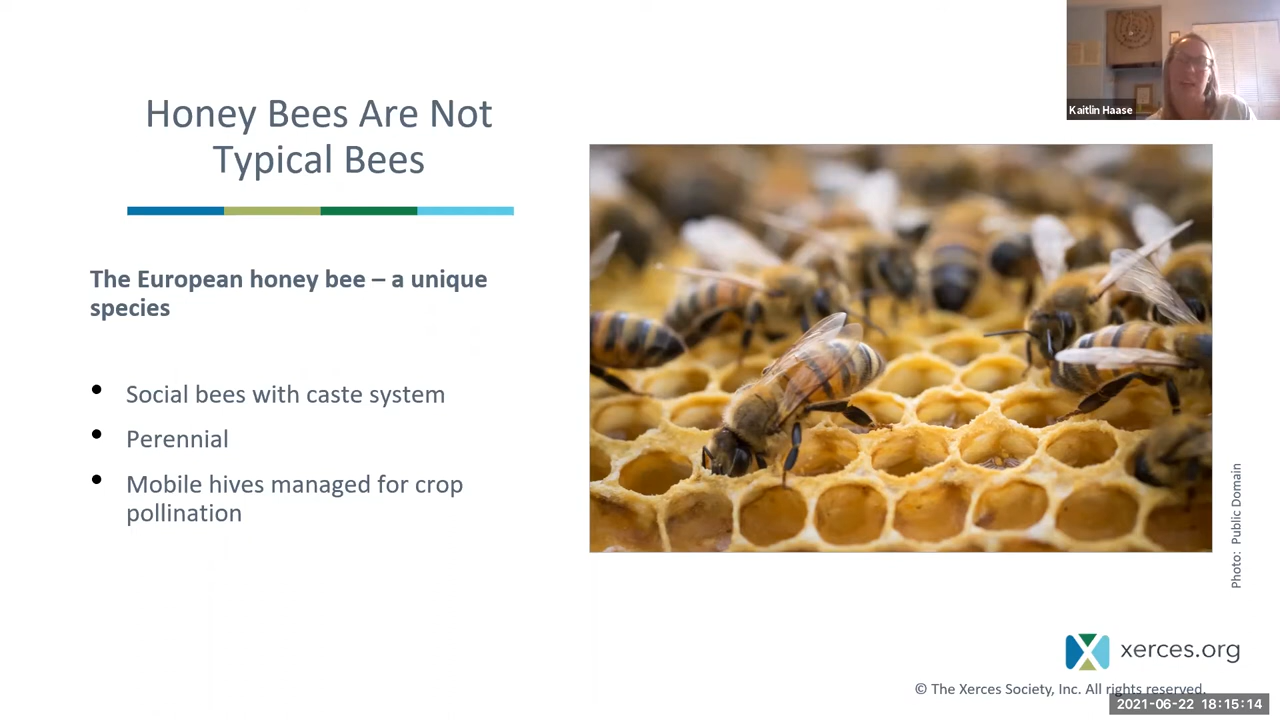 Kaitlin Haase
Honey Bees Are Not
Typical Bees
The European honey bee – a unique
species
• Social bees with caste system
• Perennial
• Mobile hives managed for crop
pollination
Photo: Public Domain
xerces.org
© The Xerces Society, Inc. All rights reserved.
2021-06-22 18:15:14